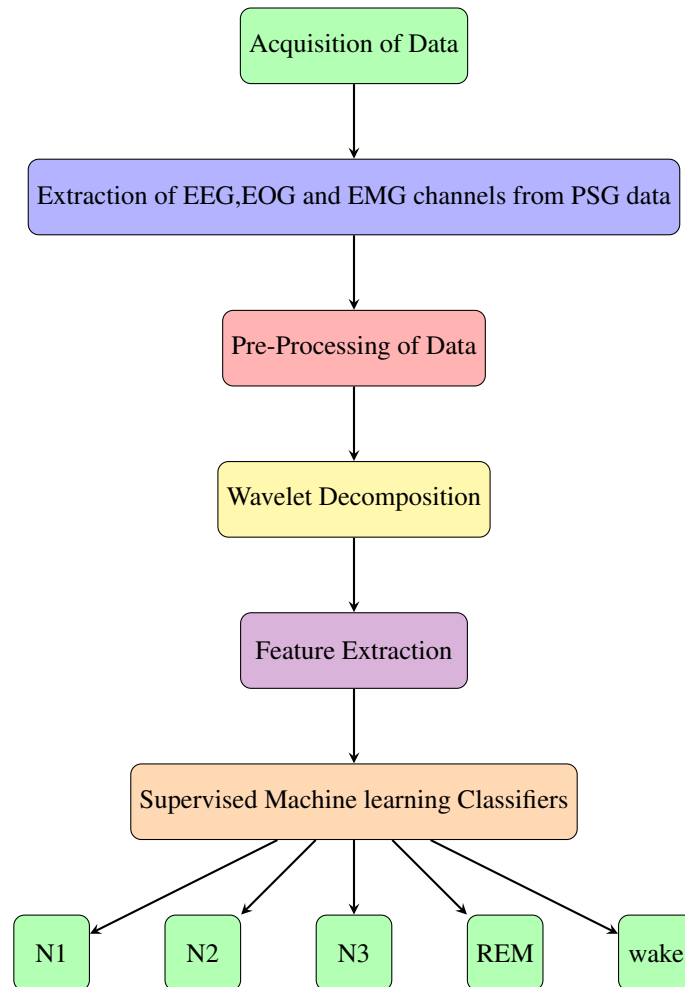 Acquisition of Data
Extraction of EEG,EOG and EMG channels from PSG data
Pre-Processing of Data
Wavelet Decomposition
Feature Extraction
Supervised Machine learning Classifiers
N1 N2 N3 REM wake